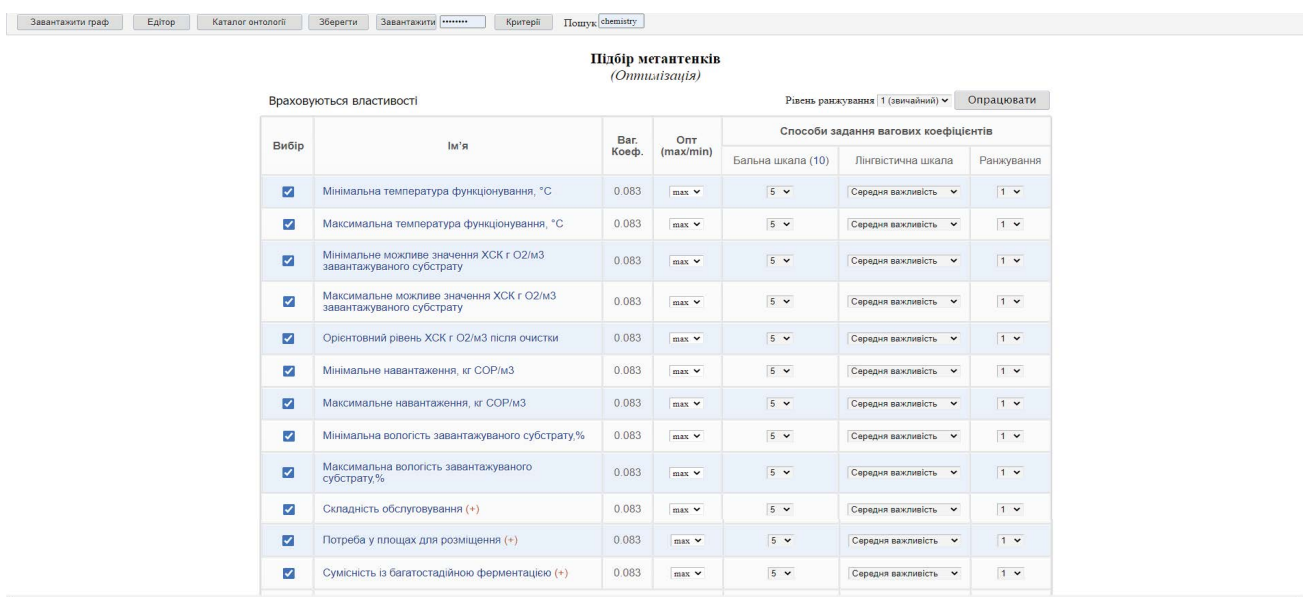 Завантажити граф Едітор Каталог онтології Зберегти Завантажити •••••••• Критерії Пошук chemistry
Підбір метантенків
(Оптимізація)
Враховуються властивості Рівень ранжування 1 (звичайний) Опрацювати
Вибір Ім'я Ваг. Коеф. Опт (max/min) Способи задання вагових коефіцієнтів
Бальна шкала (10) Лінгвістична шкала Ранжування
Мінімальна температура функціонування, °C 0.083 max 5 Середня важливість 1
Максимальна температура функціонування, °C 0.083 max 5 Середня важливість 1
Мінімальне можливе значення ХСК г О2/м3
завантажуваного субстрату 0.083 max 5 Середня важливість 1
Максимальне можливе значення ХСК г О2/м3
завантажуваного субстрату 0.083 max 5 Середня важливість 1
Орієнтовний рівень ХСК г О2/м3 після очистки 0.083 max 5 Середня важливість 1
Мінімальне навантаження, кг СОР/м3 0.083 max 5 Середня важливість 1
Максимальне навантаження, кг СОР/м3 0.083 max 5 Середня важливість 1
Мінімальна вологість завантажуваного субстрату,% 0.083 max 5 Середня важливість 1
Максимальна вологість завантажуваного
субстрату,% 0.083 max 5 Середня важливість 1
Складність обслуговування (+) 0.083 max 5 Середня важливість 1
Потреба у площах для розміщення (+) 0.083 max 5 Середня важливість 1
Сумісність із багатостадійною ферментацією (+) 0.083 max 5 Середня важливість 1